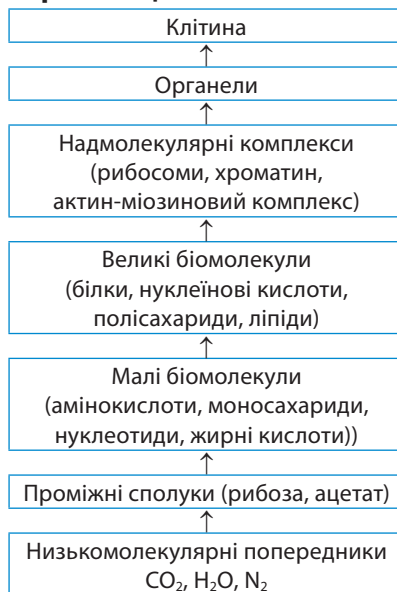 Клітина
↑
Органели
↑
Надмолекулярні комплекси
(рибосоми, хроматин,
актин-міозиновий комплекс)
↑
Великі біомолекули
(білки, нуклеїнові кислоти,
полісахариди, ліпіди)
↑
Малі біомолекули
(амінокислоти, моносахариди,
нуклеотиди, жирні кислоти))
↑
Проміжні сполуки (рибоза, ацетат)
↑
Низькомолекулярні попередники
CO₂, H₂O, N₂